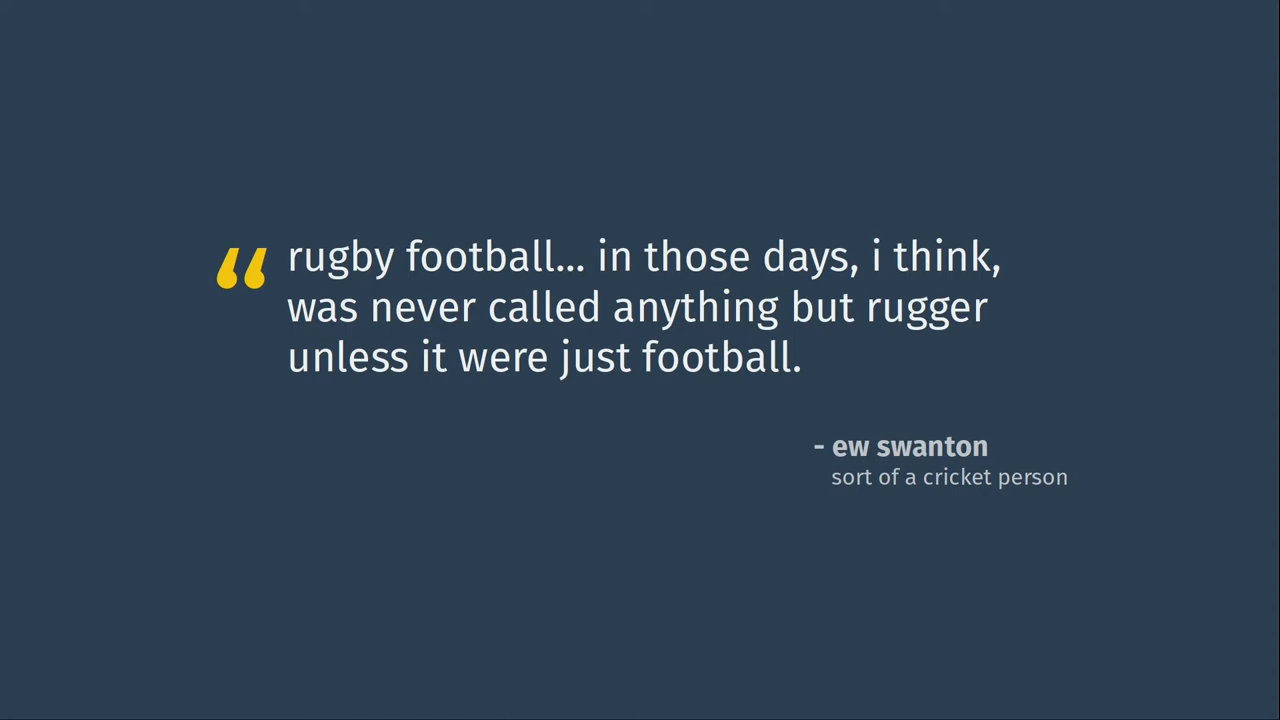 “ rugby football... in those days, i think,
was never called anything but rugger
unless it were just football.
- ew swanton
sort of a cricket person